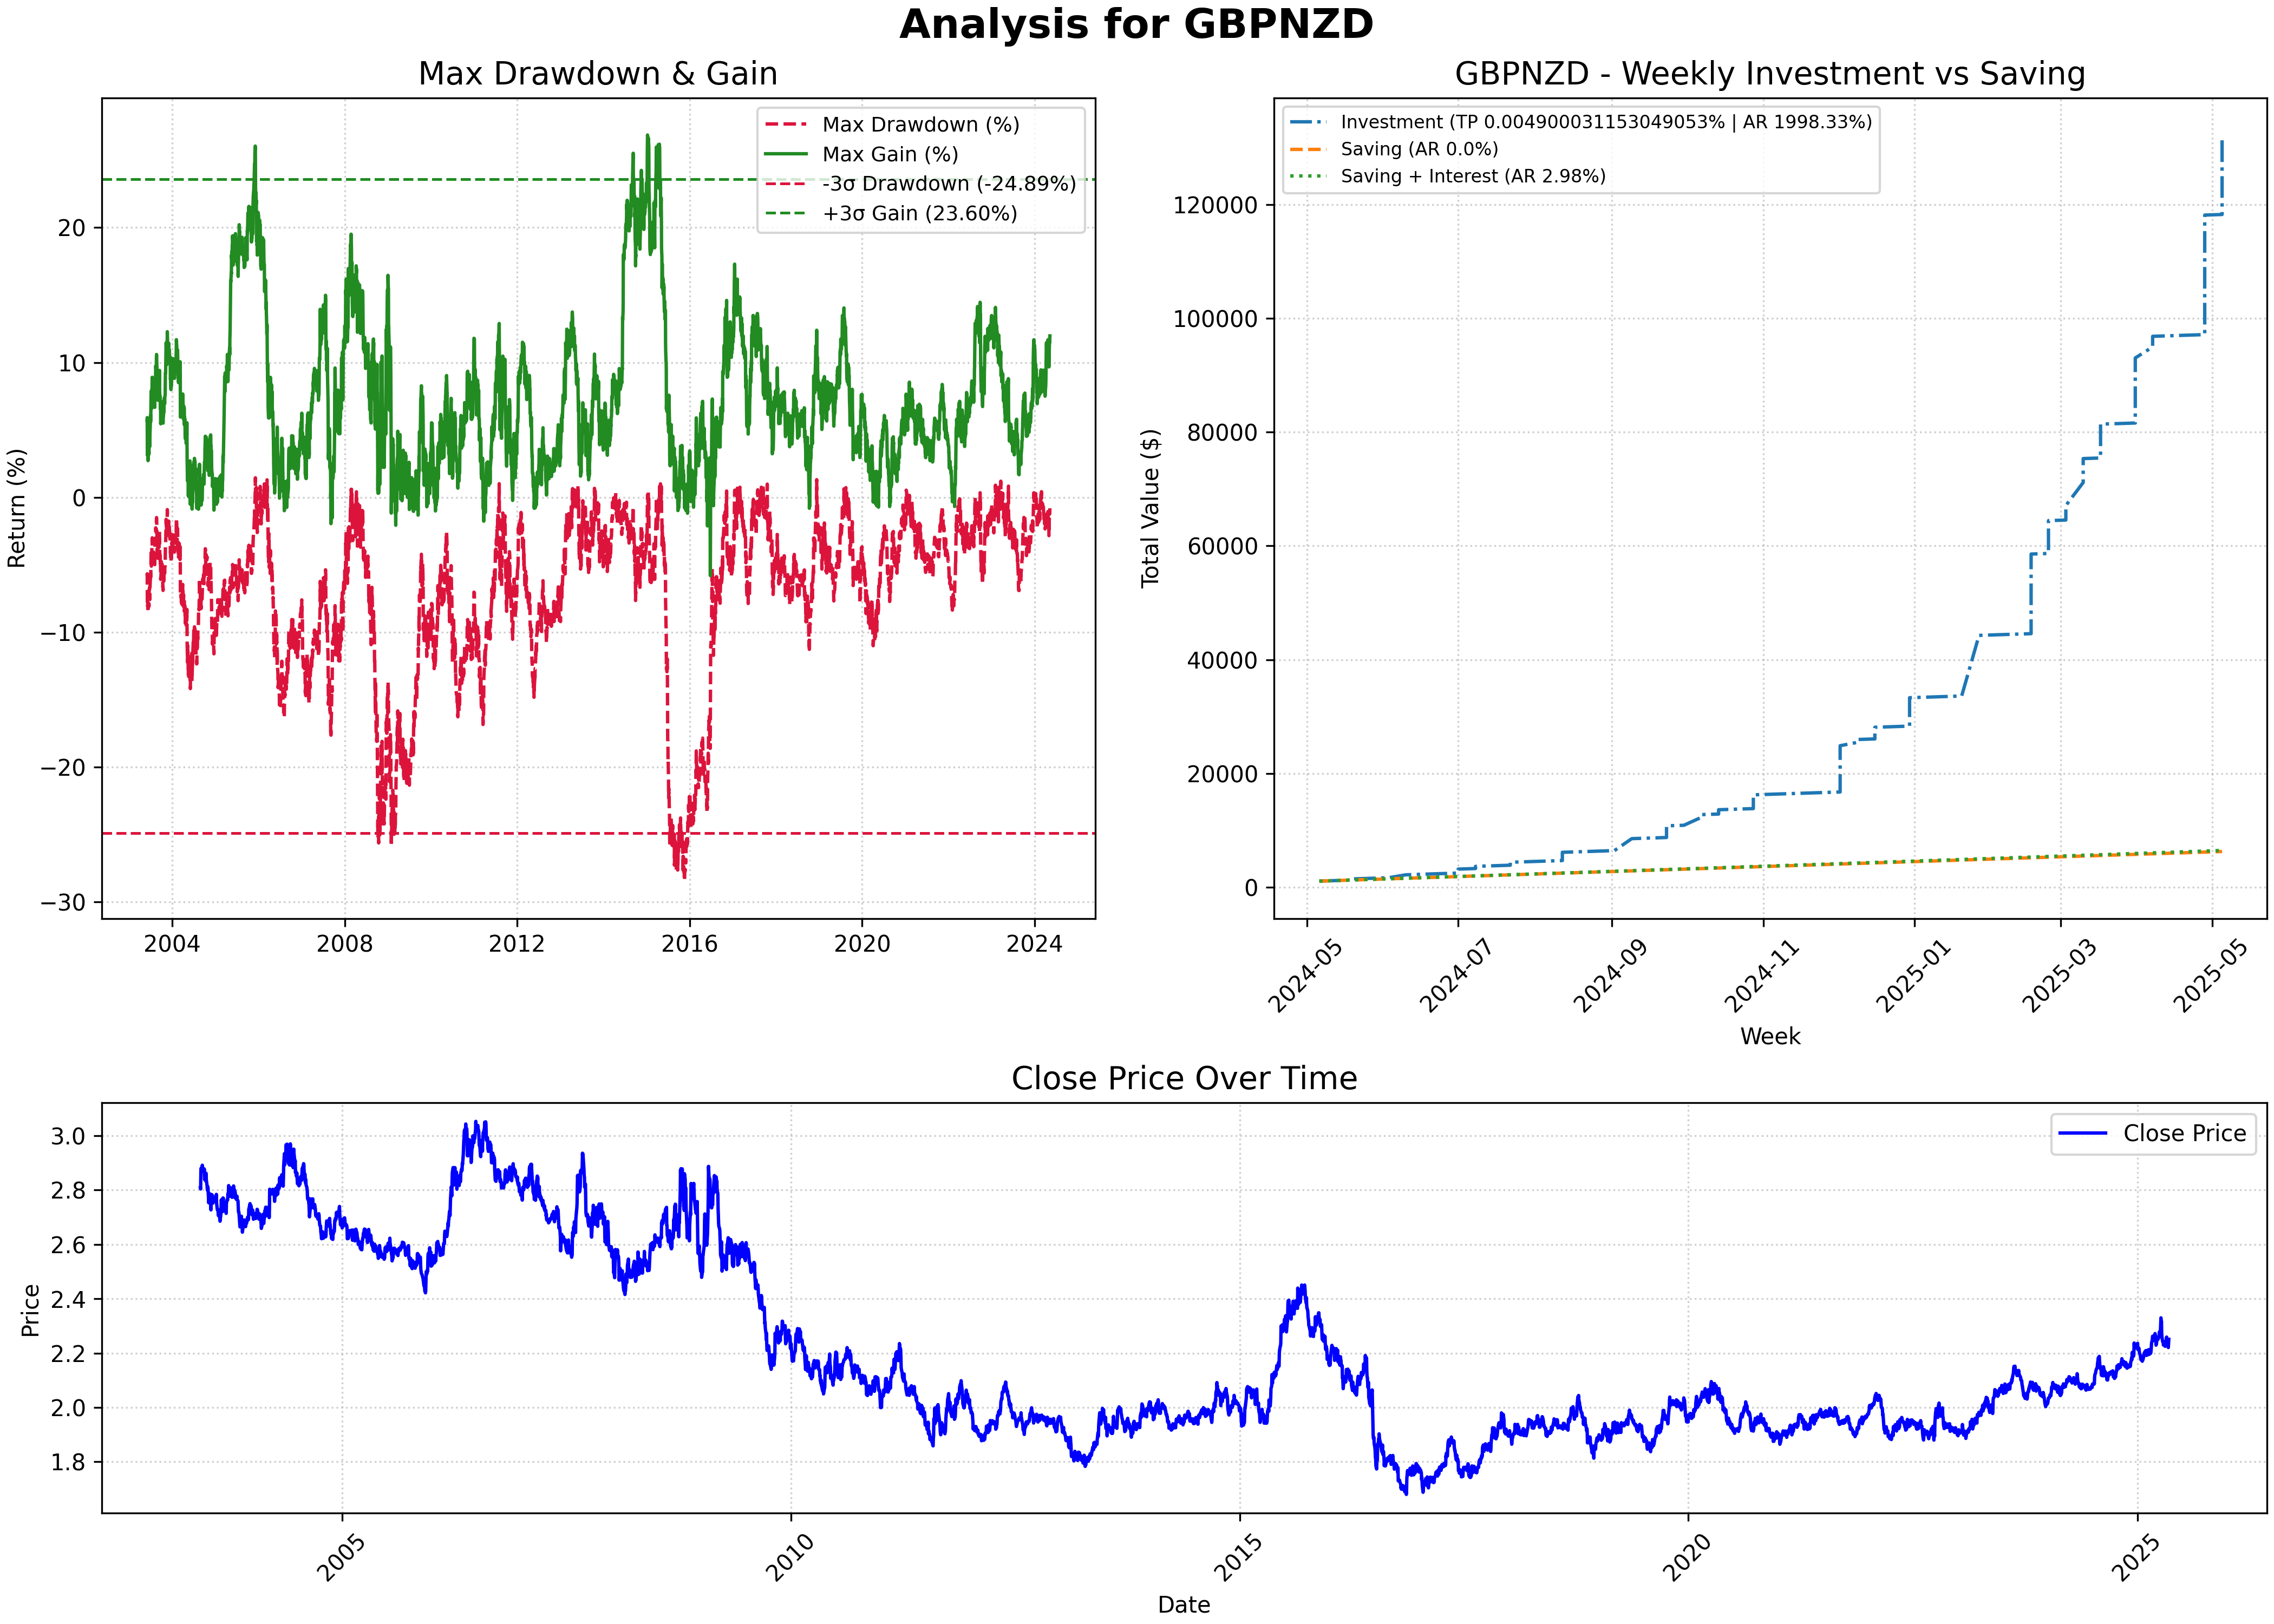 Analysis for GBPNZD
Max Drawdown & Gain
Max Drawdown (%)
Max Gain (%)
-3σ Drawdown (-24.89%)
+3σ Gain (23.60%)
Return (%)
20
10
0
−10
−20
−30
2004
2008
2012
2016
2020
2024
GBPNZD - Weekly Investment vs Saving
Investment (TP 0.004900031153049053% | AR 1998.33%)
Saving (AR 0.0%)
Saving + Interest (AR 2.98%)
Total Value ($)
120000
100000
80000
60000
40000
20000
0
2024-05
2024-07
2024-09
2024-11
2025-01
2025-03
2025-05
Week
Close Price Over Time
Close Price
Price
3.0
2.8
2.6
2.4
2.2
2.0
1.8
2005
2010
2015
2020
2025
Date